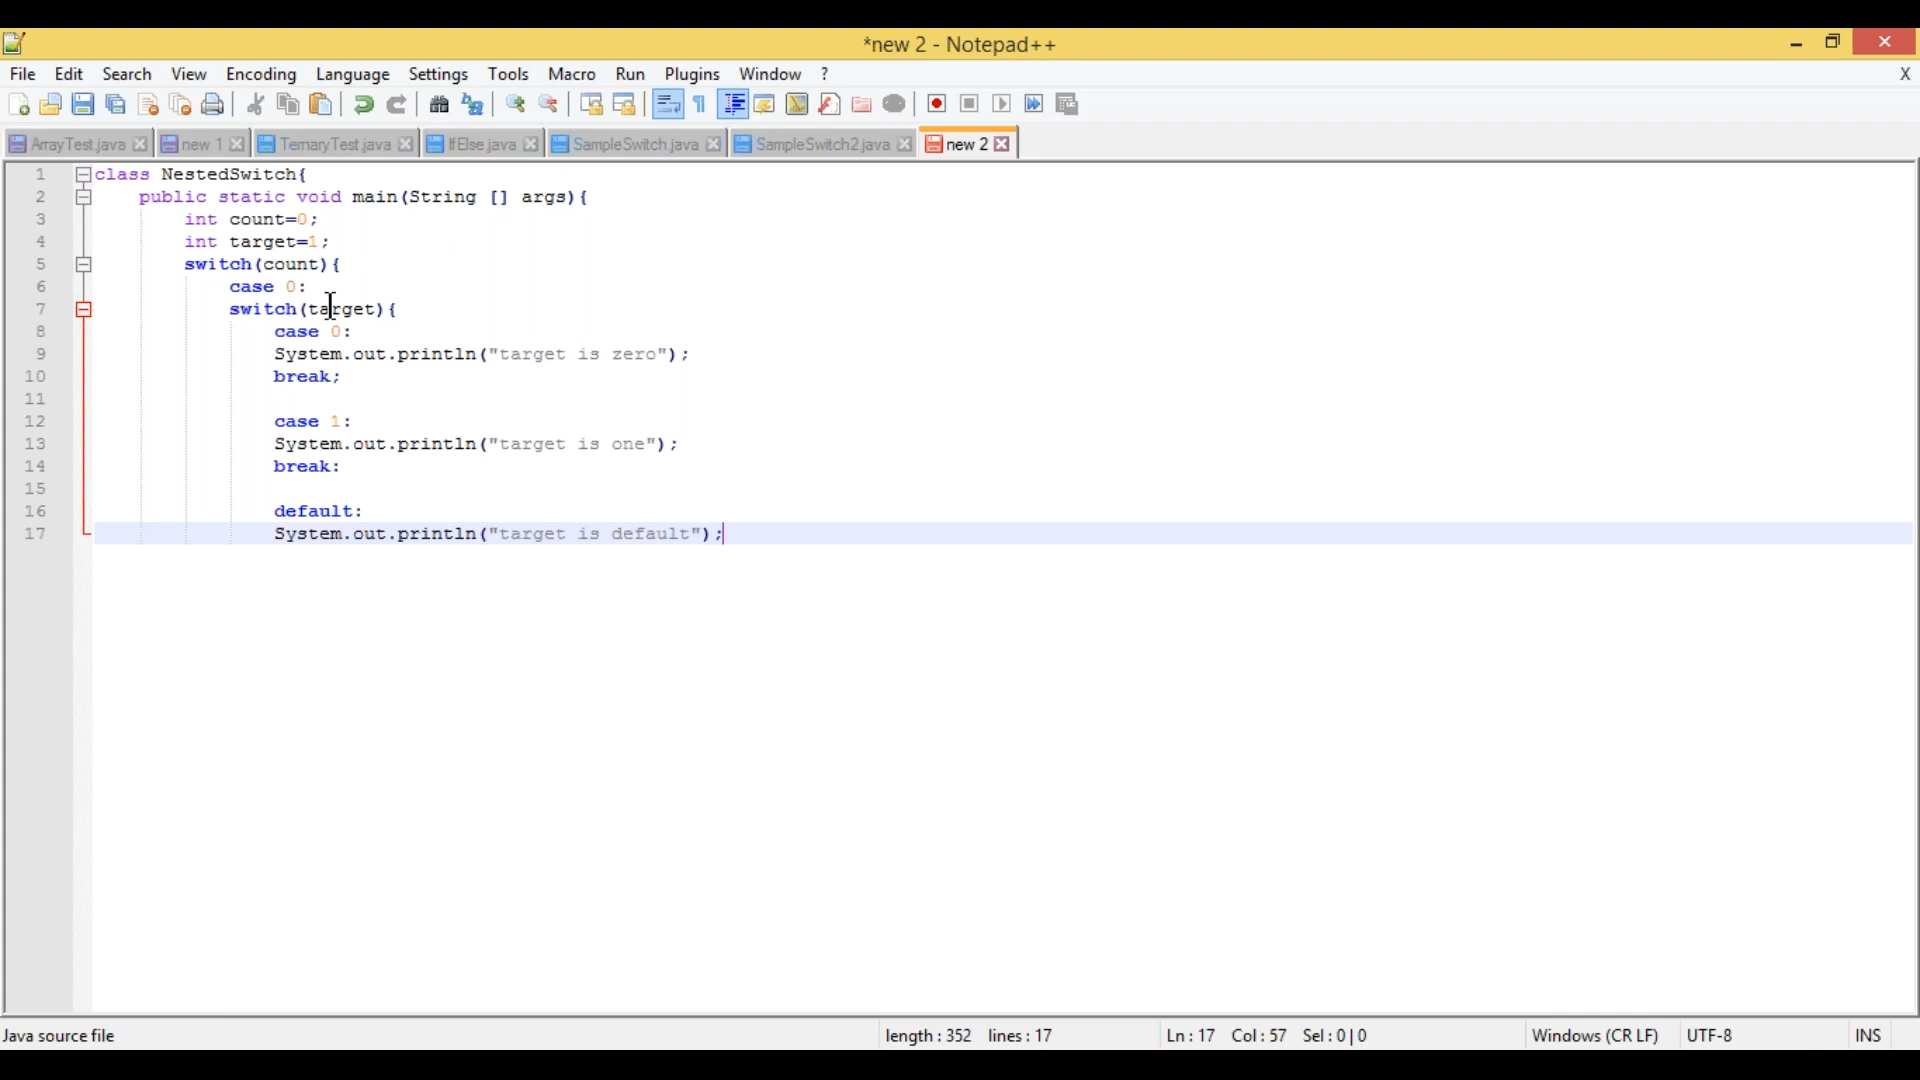 *new 2 - Notepad++
File Edit Search View Encoding Language Settings Tools Macro Run Plugins Window ? X
ArrayTest.java new 1 TernaryTest.java IfElse.java SampleSwitch.java SampleSwitch2.java new 2
1 class NestedSwitch{
2 public static void main(String [] args){
3 int count=0;
4 int target=1;
5 switch(count){
6 case 0:
7 switch(target){
8 case 0:
9 System.out.println("target is zero");
10 break;
11
12 case 1:
13 System.out.println("target is one");
14 break:
15
16 default:
17 System.out.println("target is default");
Java source file length : 352 lines : 17 Ln : 17 Col : 57 Sel : 0 | 0 Windows (CR LF) UTF-8 INS